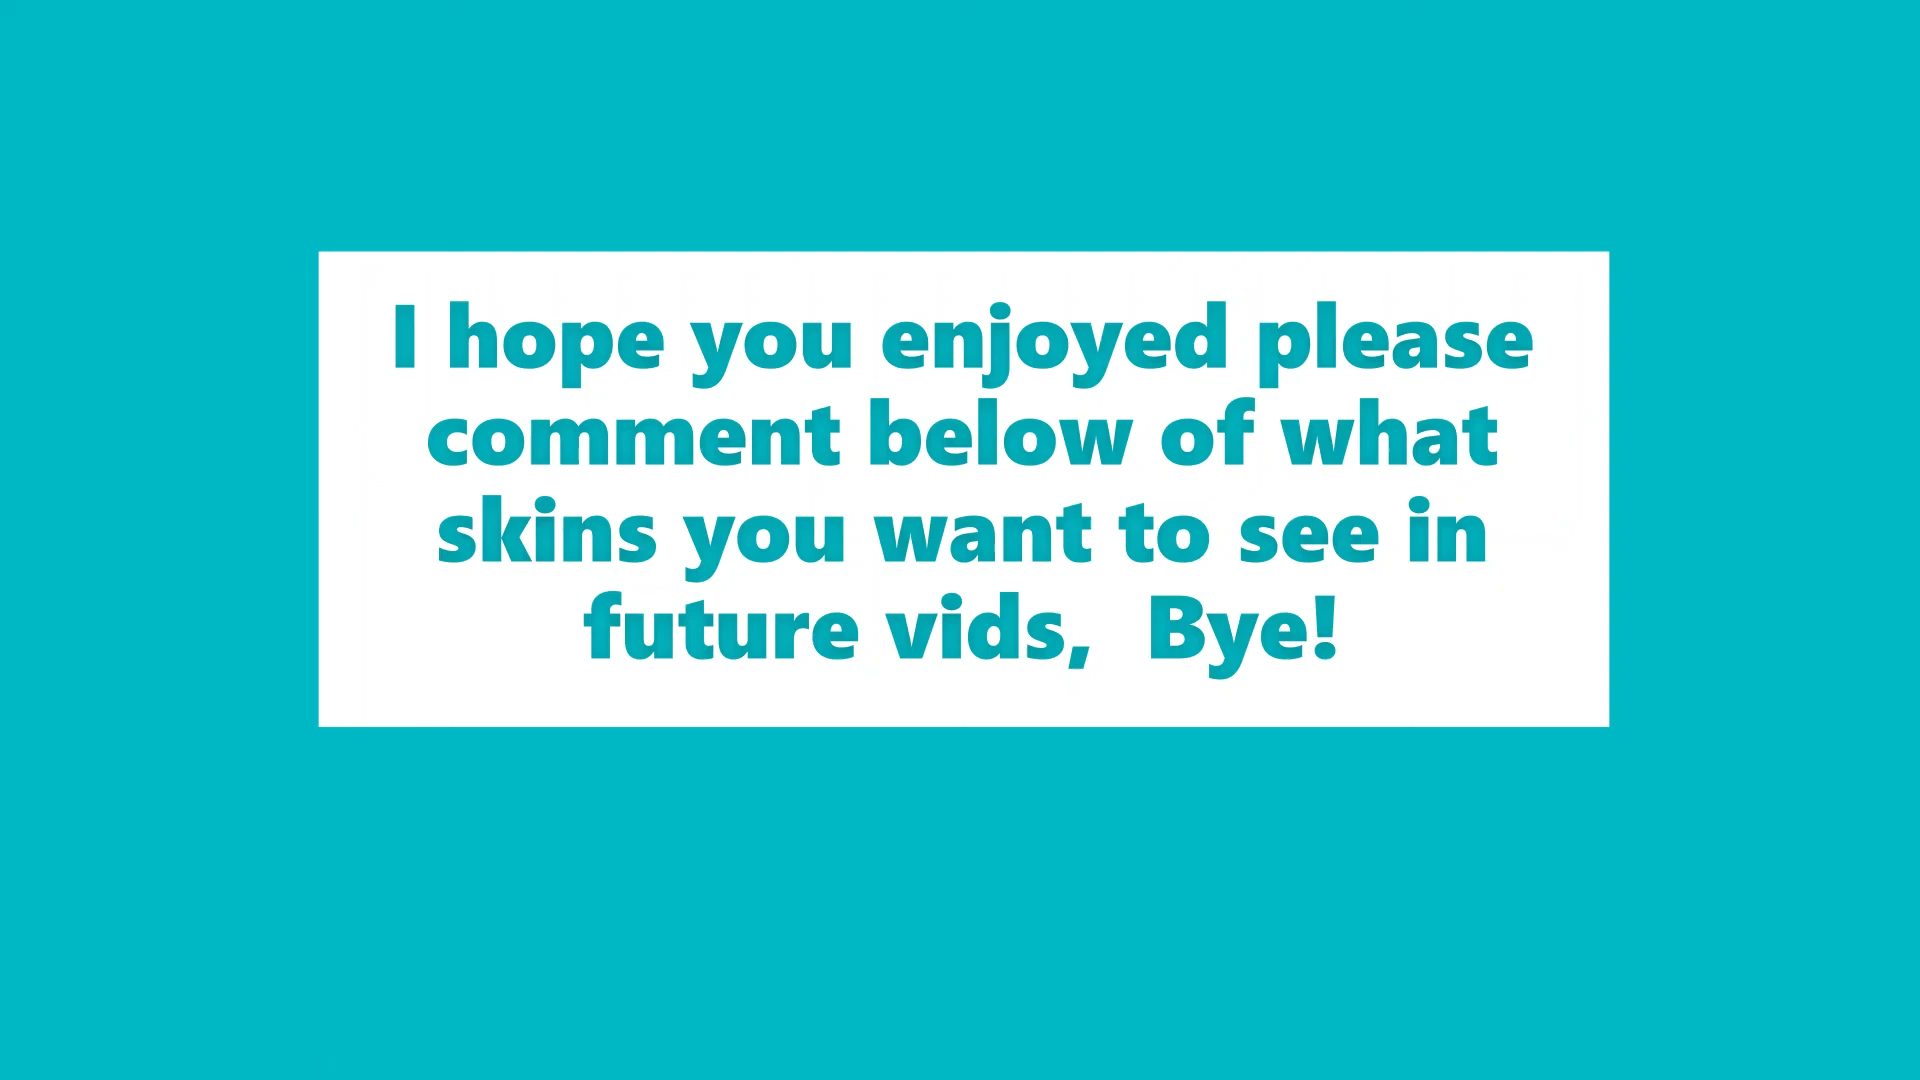 I hope you enjoyed please
comment below of what
skins you want to see in
future vids,  Bye!